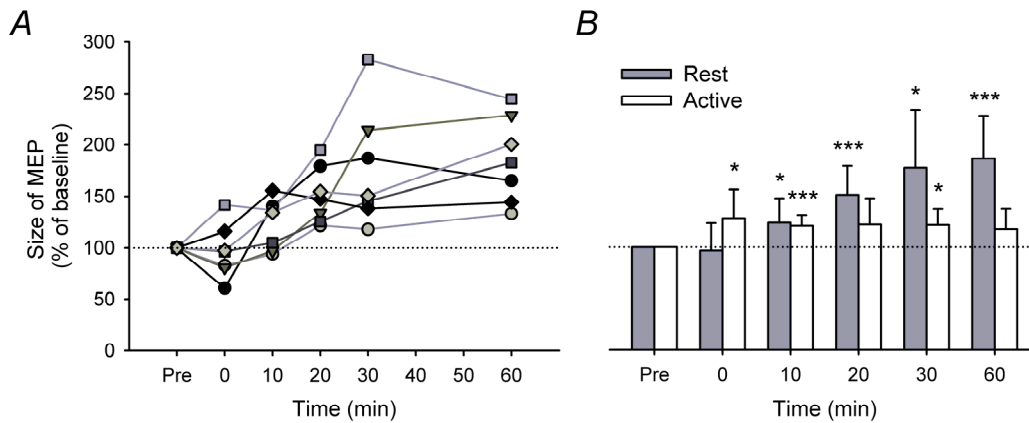 A
Size of MEP
(% of baseline)
300
250
200
150
100
50
0
Pre 0 10 20 30 40 50 60
Time (min)
B
Rest
Active
* * *** *** * * ***
Pre 0 10 20 30 60
Time (min)